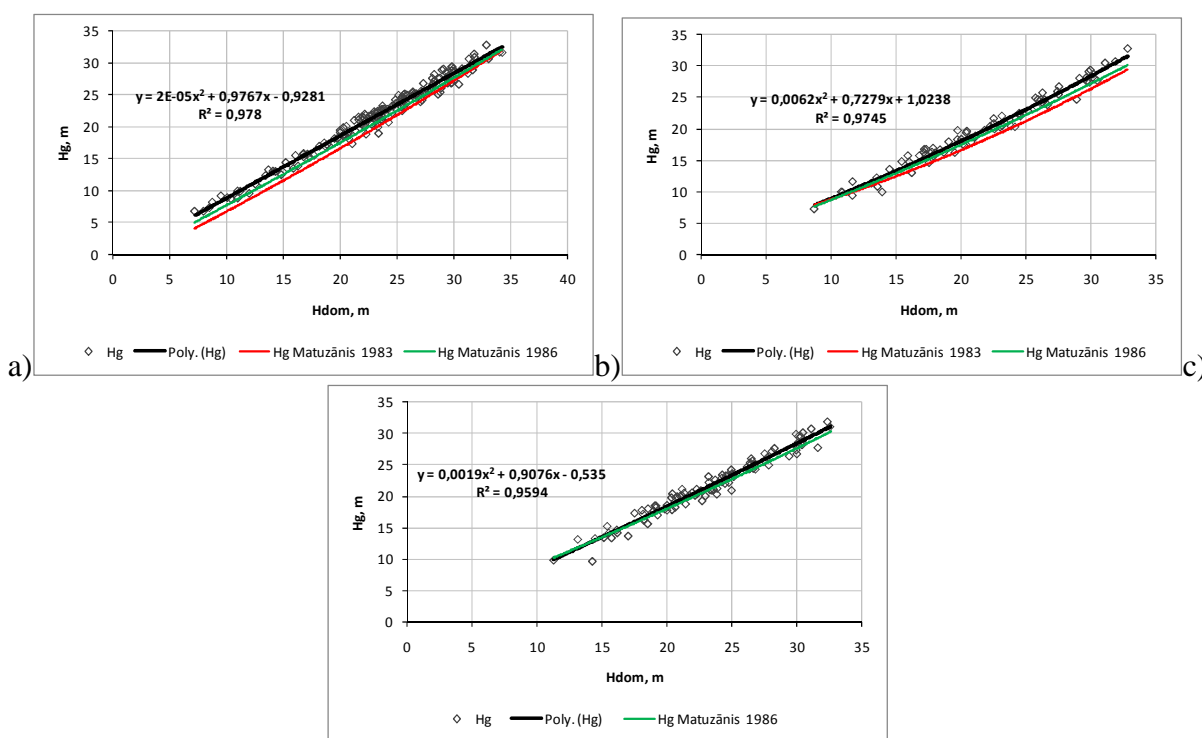 35
30
25
20
15
10
5
0
Hg, m
y = 2E-05x² + 0,9767x - 0,9281
R² = 0,978
0 5 10 15 20 25 30 35 40
Hdom, m
Hg Poly. (Hg) Hg Matuzānis 1983 Hg Matuzānis 1986
a)
35
30
25
20
15
10
5
0
Hg, m
y = 0,0062x² + 0,7279x + 1,0238
R² = 0,9745
0 5 10 15 20 25 30 35
Hdom, m
Hg Poly. (Hg) Hg Matuzānis 1983 Hg Matuzānis 1986
b)
c)
35
30
25
20
15
10
5
0
Hg, m
y = 0,0019x² + 0,9076x - 0,535
R² = 0,9594
0 5 10 15 20 25 30 35
Hdom, m
Hg Poly. (Hg) Hg Matuzānis 1986